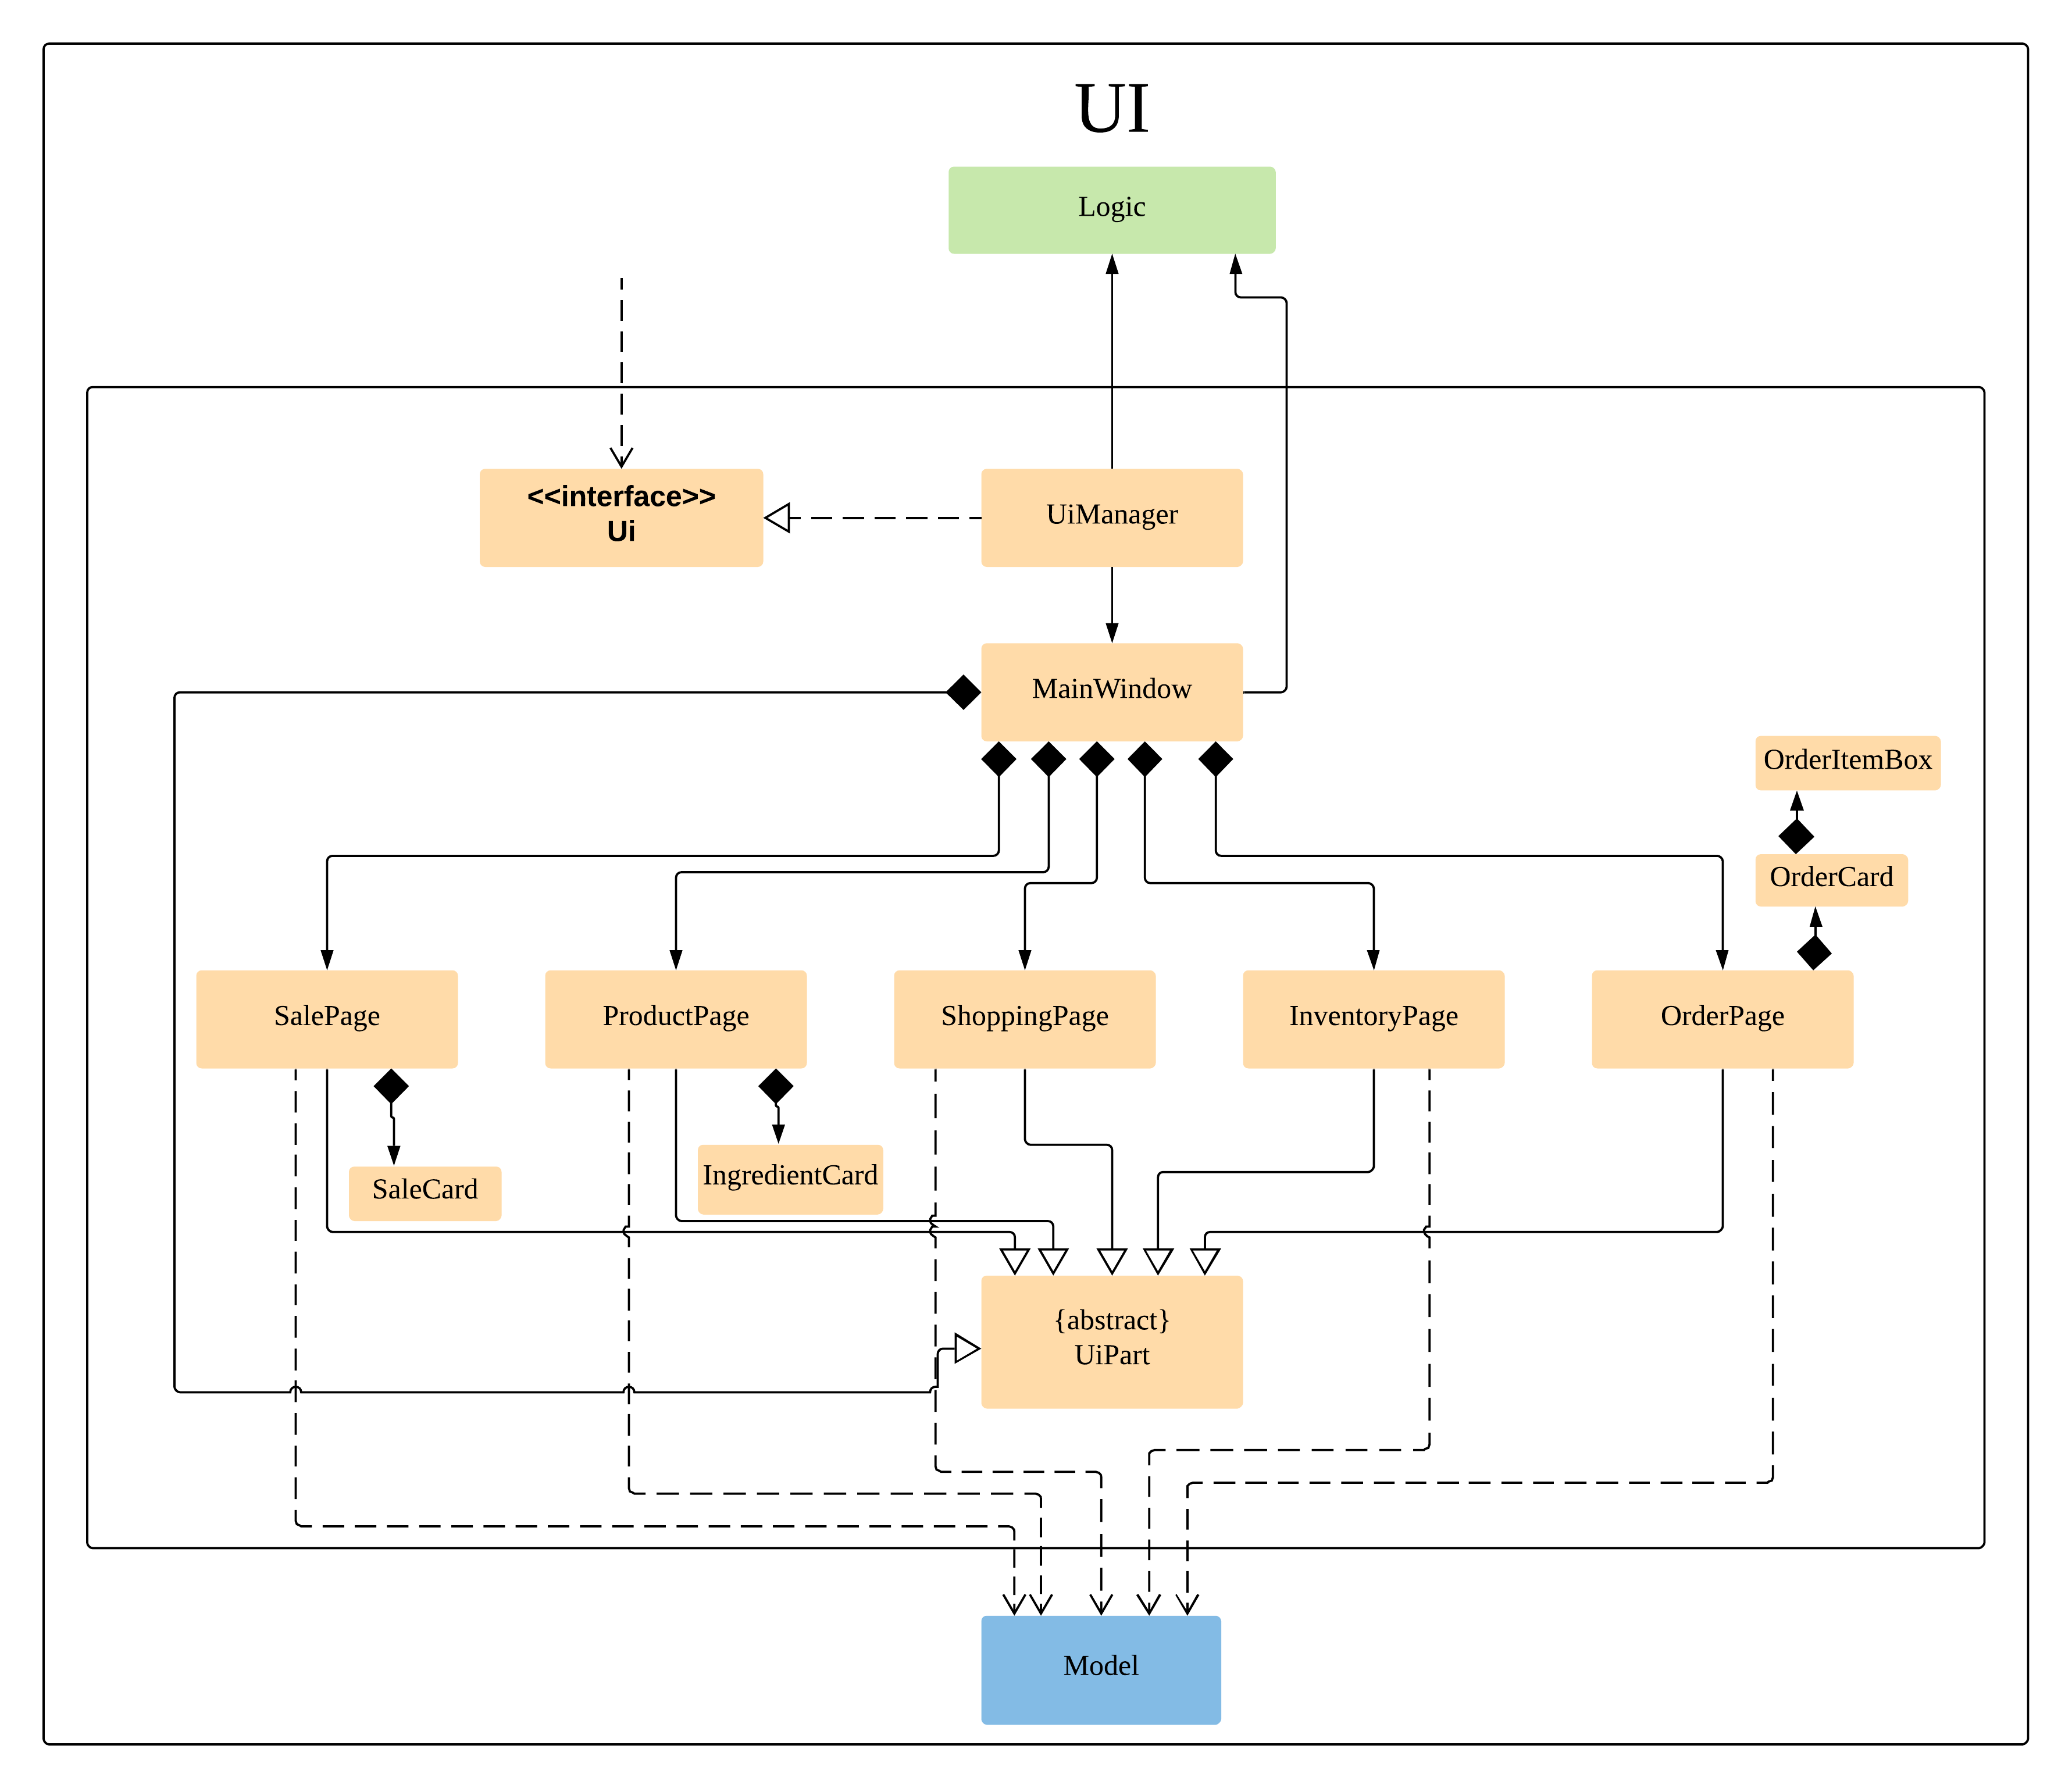 UI
Logic
<<interface>>
Ui
UiManager
MainWindow
OrderItemBox
OrderCard
SalePage
ProductPage
ShoppingPage
InventoryPage
OrderPage
SaleCard
IngredientCard
{abstract}
UiPart
Model